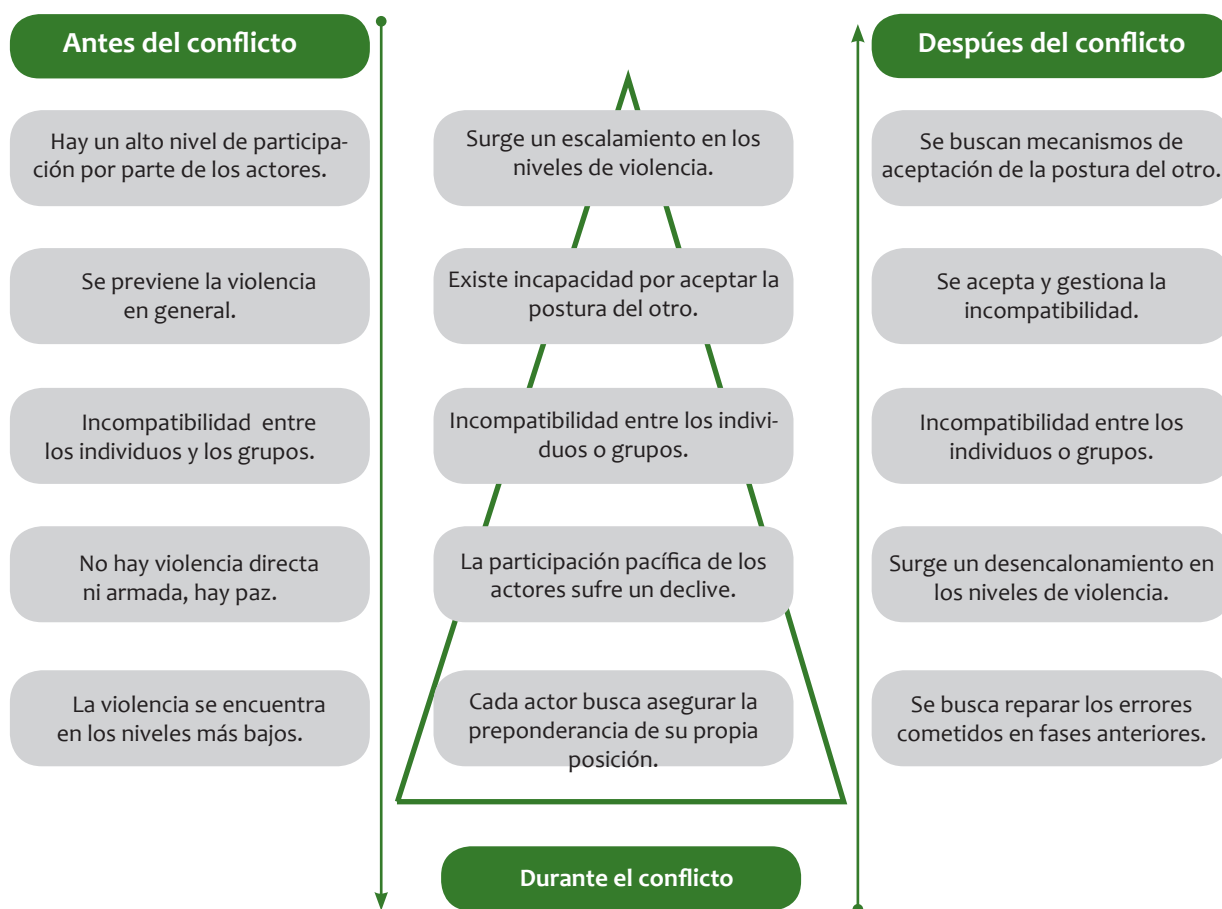 Antes del conflicto
Hay un alto nivel de participa-
ción por parte de los actores.
Se previene la violencia
en general.
Incompatibilidad entre
los individuos y los grupos.
No hay violencia directa
ni armada, hay paz.
La violencia se encuentra
en los niveles más bajos.
Surge un escalamiento en los
niveles de violencia.
Existe incapacidad por aceptar la
postura del otro.
Incompatibilidad entre los indivi-
duos o grupos.
La participación pacífica de los
actores sufre un declive.
Cada actor busca asegurar la
preponderancia de su propia
posición.
Durante el conflicto
Despúes del conflicto
Se buscan mecanismos de
aceptación de la postura del otro.
Se acepta y gestiona la
incompatibilidad.
Incompatibilidad entre los
individuos o grupos.
Surge un desencalonamiento en
los niveles de violencia.
Se busca reparar los errores
cometidos en fases anteriores.